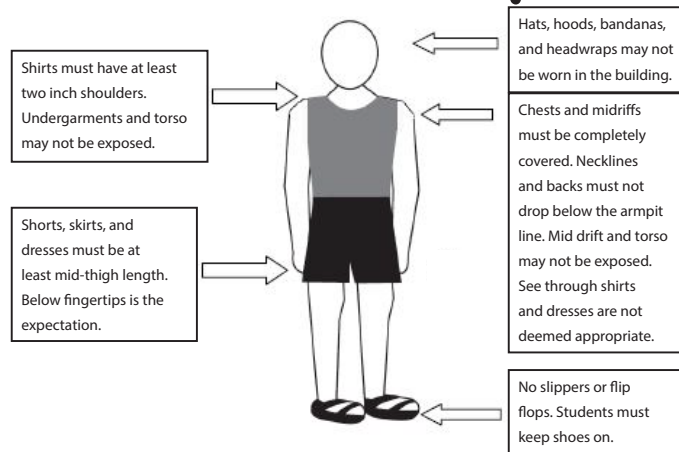 Shirts must have at least
two inch shoulders.
Undergarments and torso
may not be exposed.
Shorts, skirts, and
dresses must be at
least mid-thigh length.
Below fingertips is the
expectation.
Hats, hoods, bandanas,
and headwraps may not
be worn in the building.
Chests and midriffs
must be completely
covered. Necklines
and backs must not
drop below the armpit
line. Mid drift and torso
may not be exposed.
See through shirts
and dresses are not
deemed appropriate.
No slippers or flip
flops. Students must
keep shoes on.